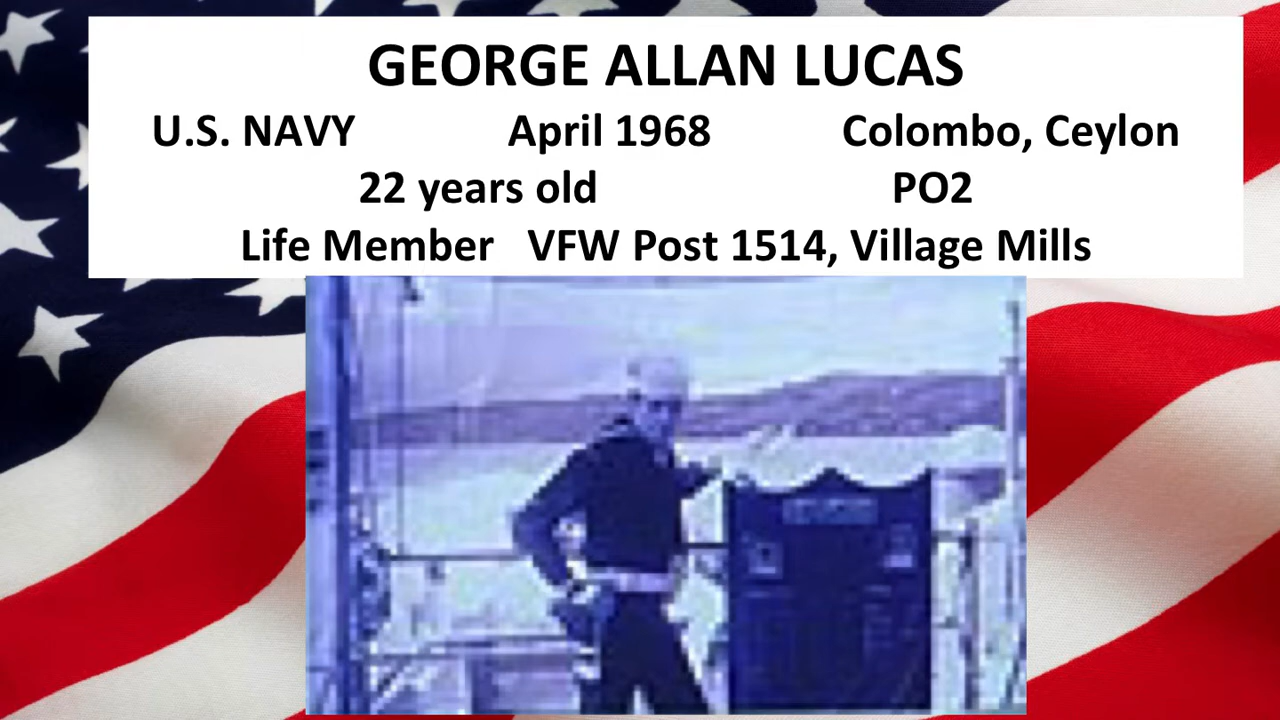 GEORGE ALLAN LUCAS
U.S. NAVY April 1968 Colombo, Ceylon
22 years old PO2
Life Member VFW Post 1514, Village Mills